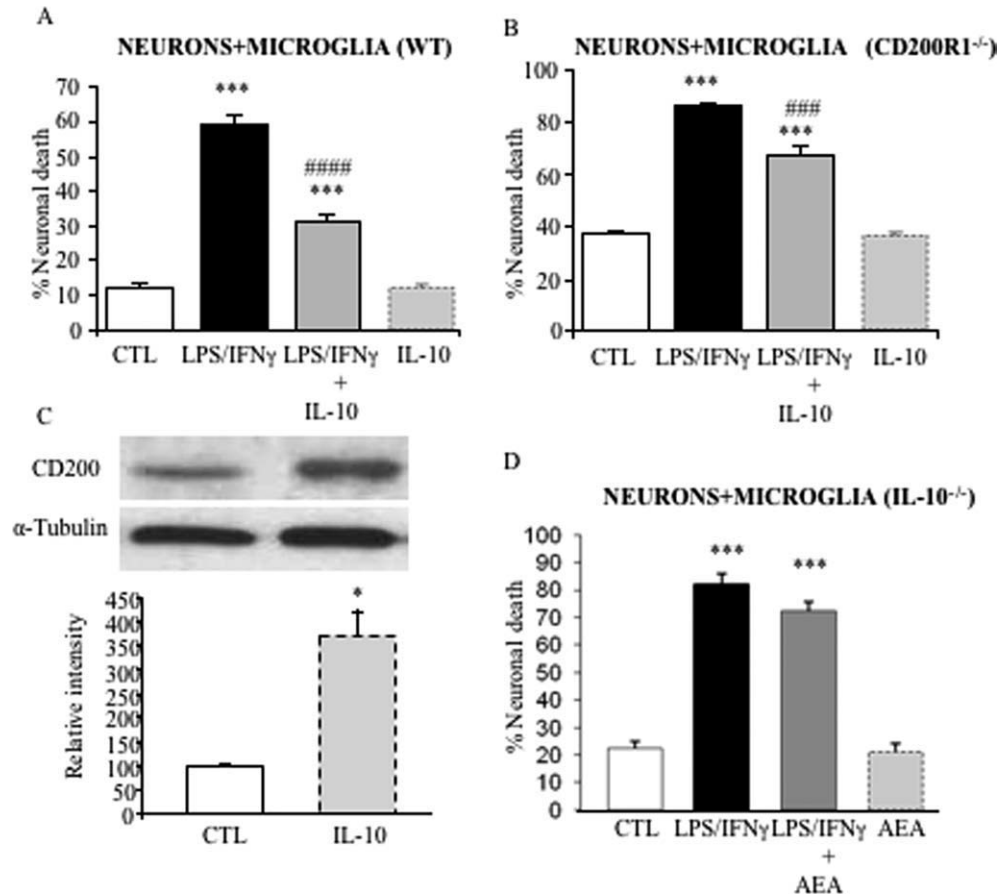 A
NEURONS+MICROGLIA (WT)
% Neuronal death
70
60
50
40
30
20
10
0
***
####
***
CTL
LPS/IFNγ
LPS/IFNγ
+
IL-10
IL-10
B
NEURONS+MICROGLIA (CD200R1-/-)
% Neuronal death
100
80
60
40
20
0
***
###
***
CTL
LPS/IFNγ
LPS/IFNγ
+
IL-10
IL-10
C
CD200
α-Tubulin
Relative intensity
450
400
350
300
250
200
150
100
50
0
*
CTL
IL-10
D
NEURONS+MICROGLIA (IL-10-/-)
% Neuronal death
100
90
80
70
60
50
40
30
20
10
0
***
***
CTL
LPS/IFNγ
LPS/IFNγ
+
AEA
AEA